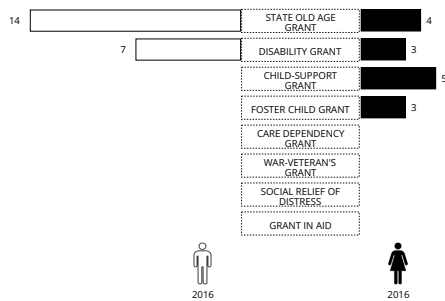 14
STATE OLD AGE
GRANT
4
7
DISABILITY GRANT
3
CHILD-SUPPORT
GRANT
5
FOSTER CHILD GRANT
3
CARE DEPENDENCY
GRANT
WAR-VETERAN'S
GRANT
SOCIAL RELIEF OF
DISTRESS
GRANT IN AID
2016
2016